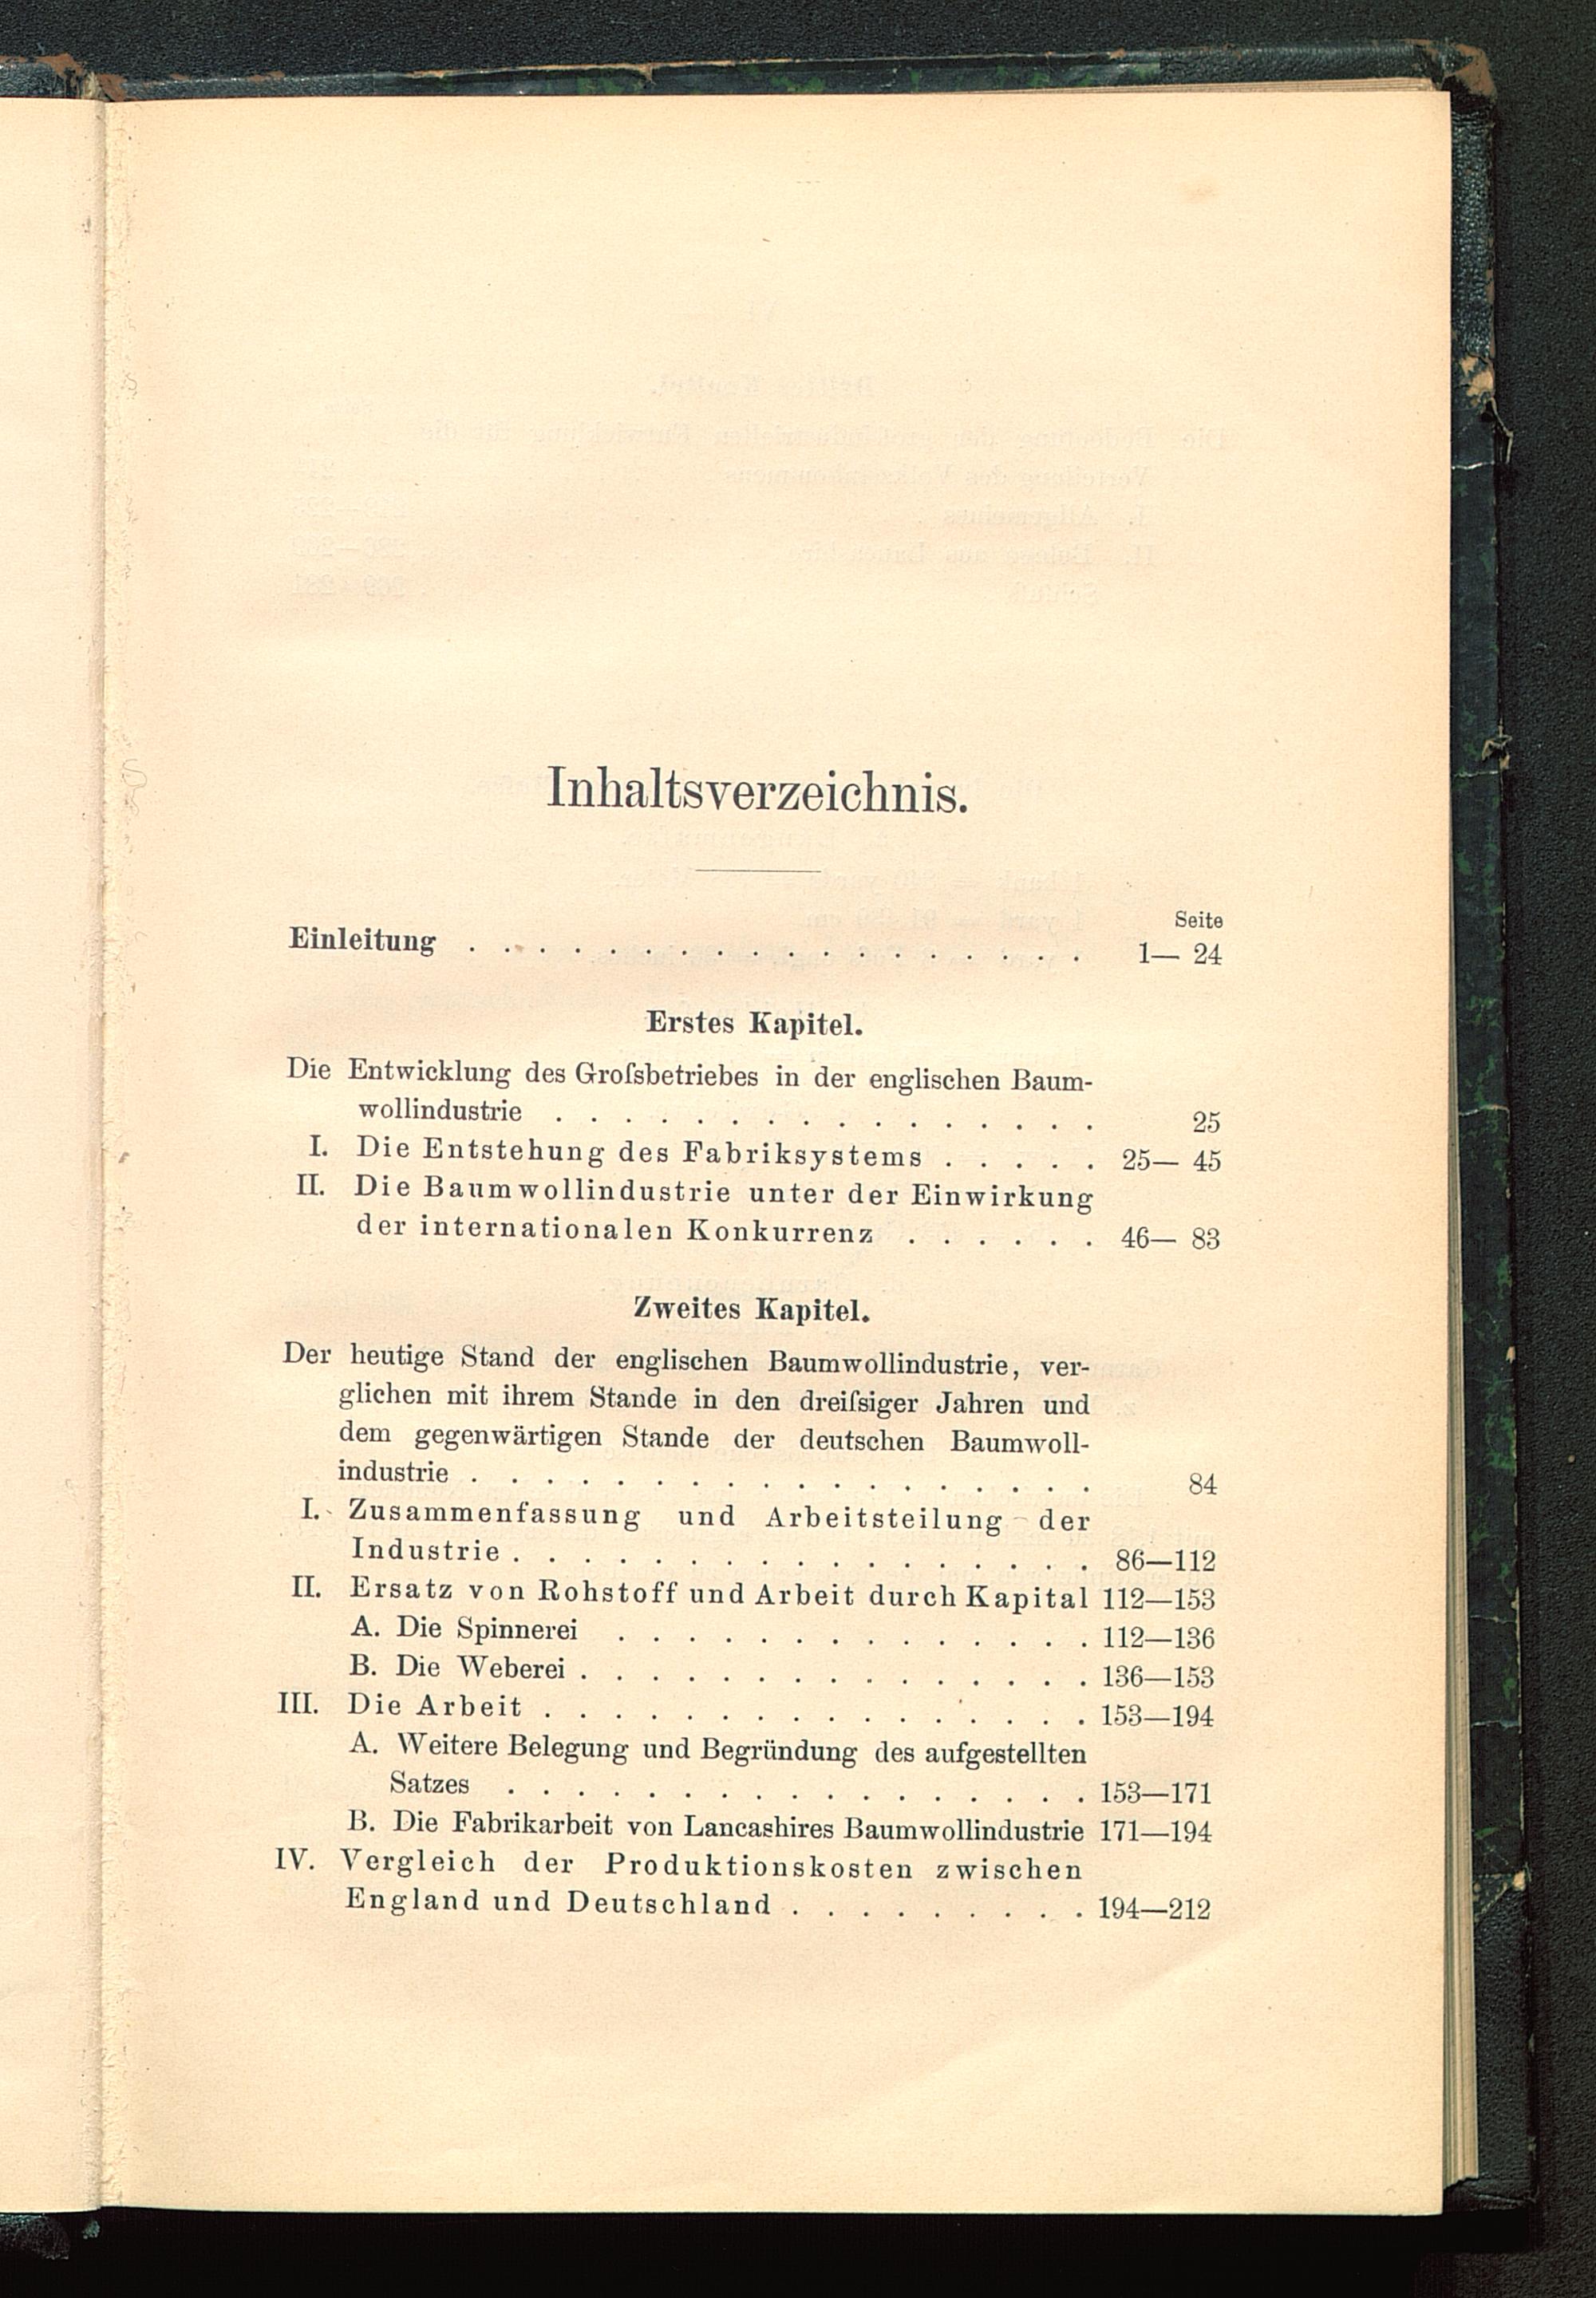 Inhaltsverzeichnis.
Seite
Einleitung . . . . . . . . . . . . . . . . . . 1— 24
Erstes Kapitel.
Die Entwicklung des Groſsbetriebes in der englischen Baum-
wollindustrie . . . . . . . . . . . . . . . . 25
I. Die Entstehung des Fabriksystems . . . . . 25— 45
II. Die Baumwollindustrie unter der Einwirkung
der internationalen Konkurrenz . . . . . . 46— 83
Zweites Kapitel.
Der heutige Stand der englischen Baumwollindustrie, ver-
glichen mit ihrem Stande in den dreiſsiger Jahren und
dem gegenwärtigen Stande der deutschen Baumwoll-
industrie . . . . . . . . . . . . . . . . . . 84
I. Zusammenfassung und Arbeitsteilung der
Industrie . . . . . . . . . . . . . . . . . 86—112
II. Ersatz von Rohstoff und Arbeit durch Kapital 112—153
A. Die Spinnerei . . . . . . . . . . . . . . 112—136
B. Die Weberei . . . . . . . . . . . . . . . 136—153
III. Die Arbeit . . . . . . . . . . . . . . . . 153—194
A. Weitere Belegung und Begründung des aufgestellten
Satzes . . . . . . . . . . . . . . . . . 153—171
B. Die Fabrikarbeit von Lancashires Baumwollindustrie 171—194
IV. Vergleich der Produktionskosten zwischen
England und Deutschland . . . . . . . . . 194—212